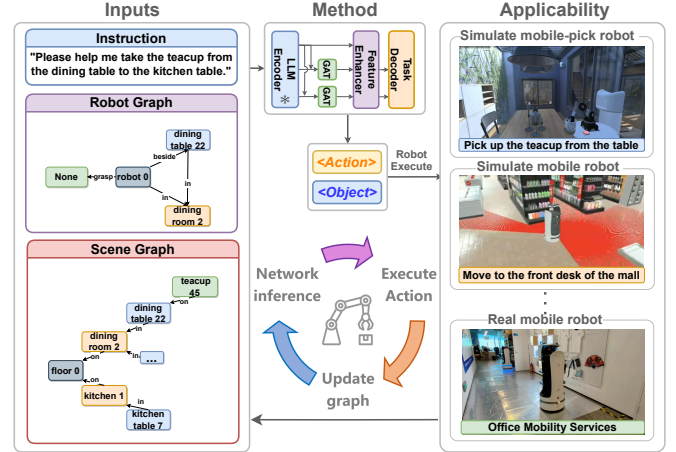 Inputs
Instruction
"Please help me take the teacup from
the dining table to the kitchen table."
Robot Graph
dining
table 22
beside
None
grasp
robot 0
in
in
dining
room 2
Scene Graph
teacup
45
on
dining
table 22
in
dining
room 2
in
...
on
floor 0
on
kitchen 1
in
kitchen
table 7
Method
LLM
Encoder
GAT
GAT
Feature
Enhancer
Task
Decoder
<Action>
<Object>
Robot
Execute
Network
inference
Execute
Action
Update
graph
Applicability
Simulate mobile-pick robot
Pick up the teacup from the table
Simulate mobile robot
Move to the front desk of the mall
Real mobile robot
Office Mobility Services